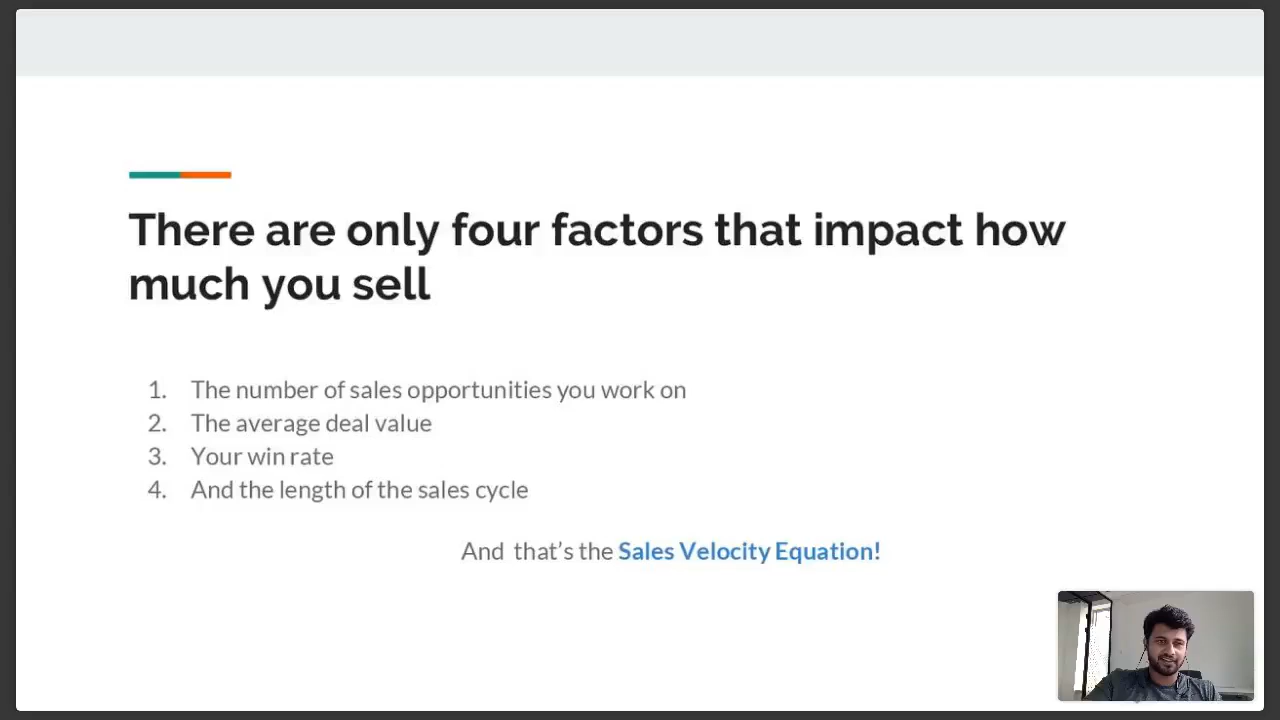 There are only four factors that impact how
much you sell
1. The number of sales opportunities you work on
2. The average deal value
3. Your win rate
4. And the length of the sales cycle
And that's the Sales Velocity Equation!